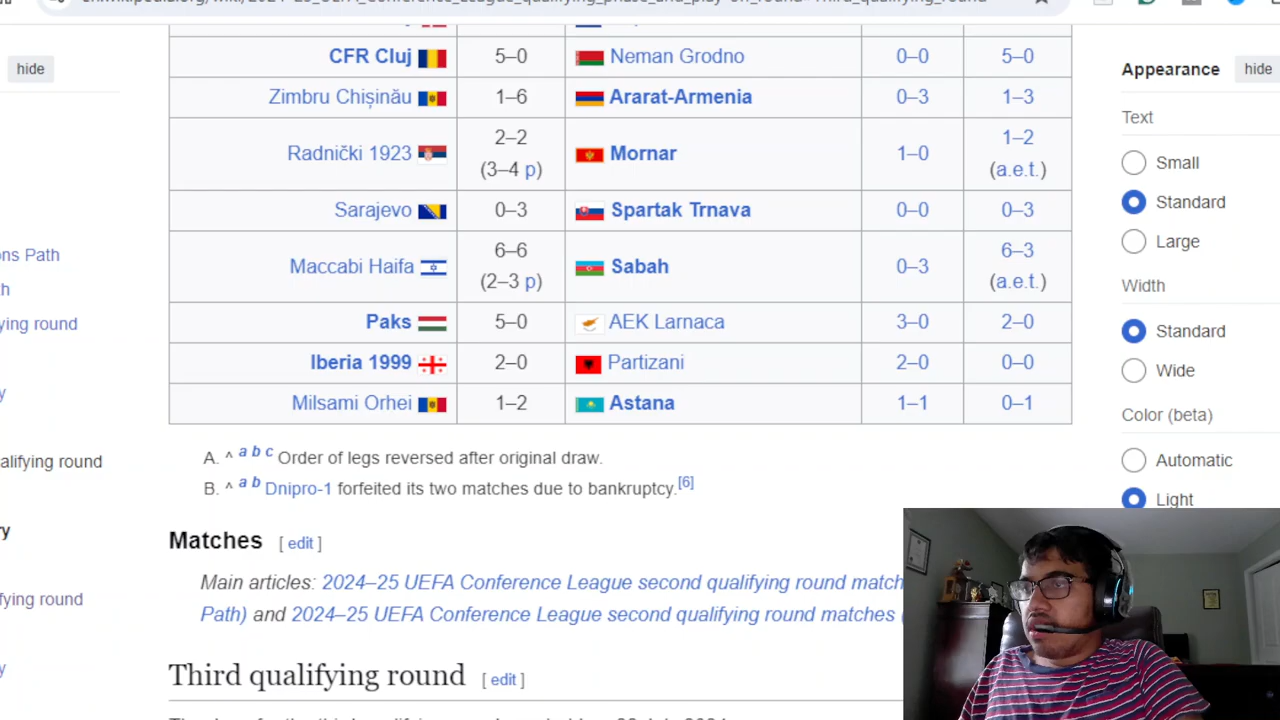 hide
CFR Cluj 5–0 Neman Grodno 0–0 5–0
Zimbru Chișinău 1–6 Ararat-Armenia 0–3 1–3
Radnički 1923 2–2 (3–4 p) Mornar 1–0 1–2 (a.e.t.)
Sarajevo 0–3 Spartak Trnava 0–0 0–3
Maccabi Haifa 6–6 (2–3 p) Sabah 0–3 6–3 (a.e.t.)
Paks 5–0 AEK Larnaca 3–0 2–0
Iberia 1999 2–0 Partizani 2–0 0–0
Milsami Orhei 1–2 Astana 1–1 0–1
A. ^ a b c Order of legs reversed after original draw.
B. ^ a b Dnipro-1 forfeited its two matches due to bankruptcy.[6]
Matches [ edit ]
Main articles: 2024–25 UEFA Conference League second qualifying round match
Path) and 2024–25 UEFA Conference League second qualifying round matches (
Third qualifying round [ edit ]
ons Path
ying round
alifying round
fying round
Appearance hide
Text
Small
Standard
Large
Width
Standard
Wide
Color (beta)
Automatic
Light